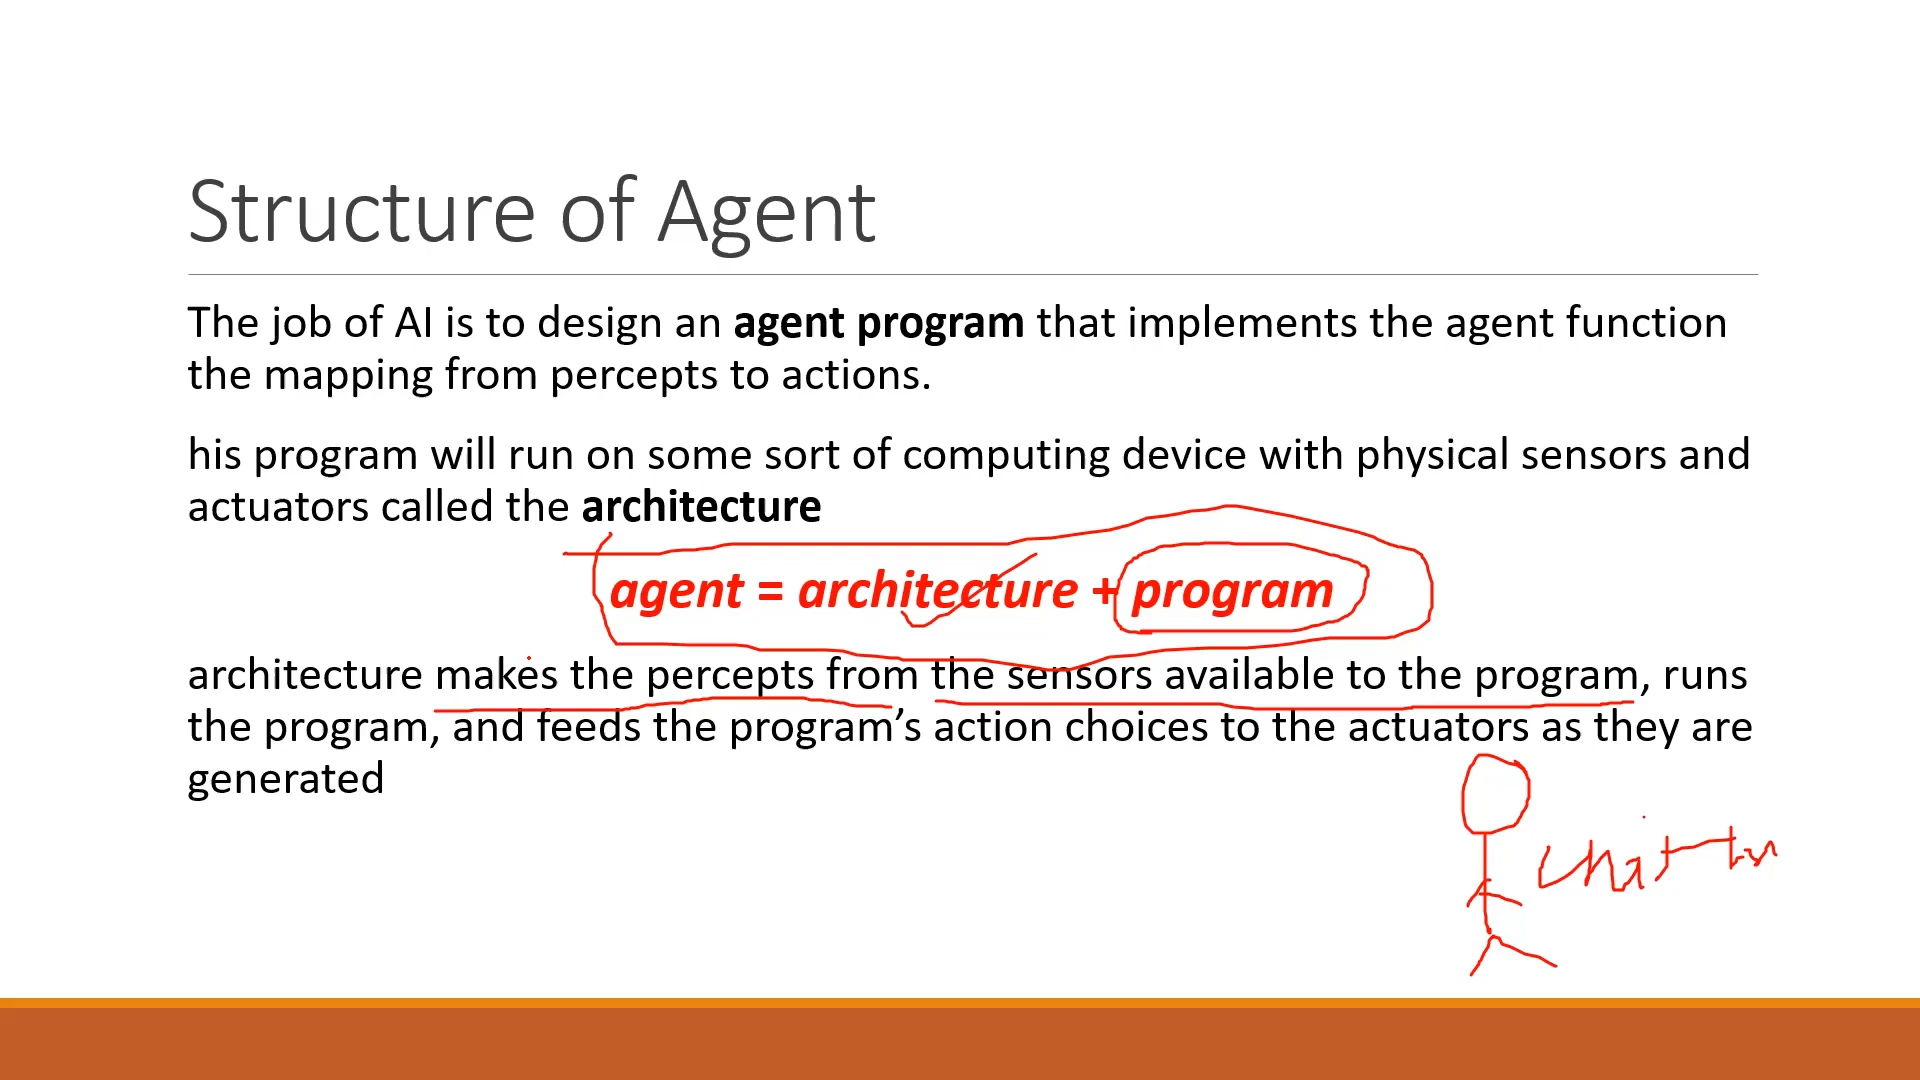 Structure of Agent
The job of AI is to design an agent program that implements the agent function
the mapping from percepts to actions.
his program will run on some sort of computing device with physical sensors and
actuators called the architecture
agent = architecture + program
architecture makes the percepts from the sensors available to the program, runs
the program, and feeds the program’s action choices to the actuators as they are
generated